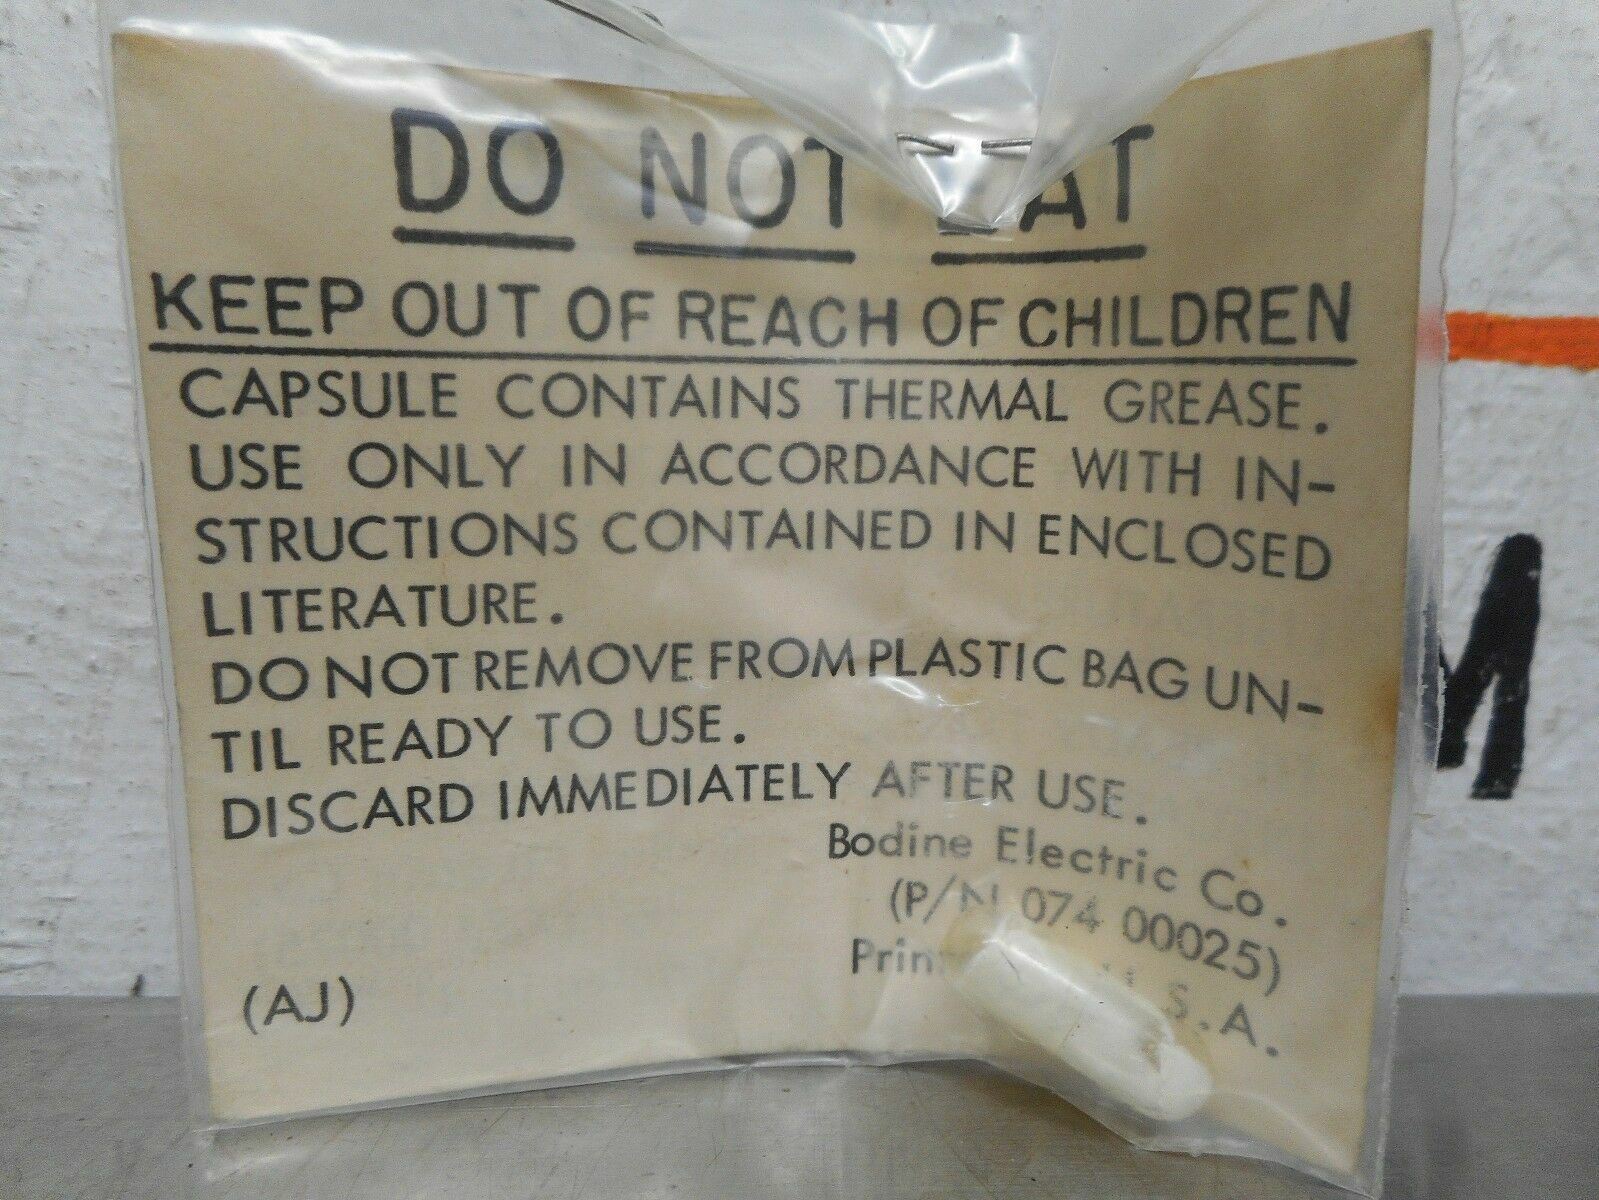 DO NOT EAT
KEEP OUT OF REACH OF CHILDREN
CAPSULE CONTAINS THERMAL GREASE.
USE ONLY IN ACCORDANCE WITH IN-
STRUCTIONS CONTAINED IN ENCLOSED
LITERATURE.
DO NOT REMOVE FROM PLASTIC BAG UN-
TIL READY TO USE.
DISCARD IMMEDIATELY AFTER USE.
Bodine Electric Co.
(P/N 074 00025)
U.S.A.
(AJ)
M